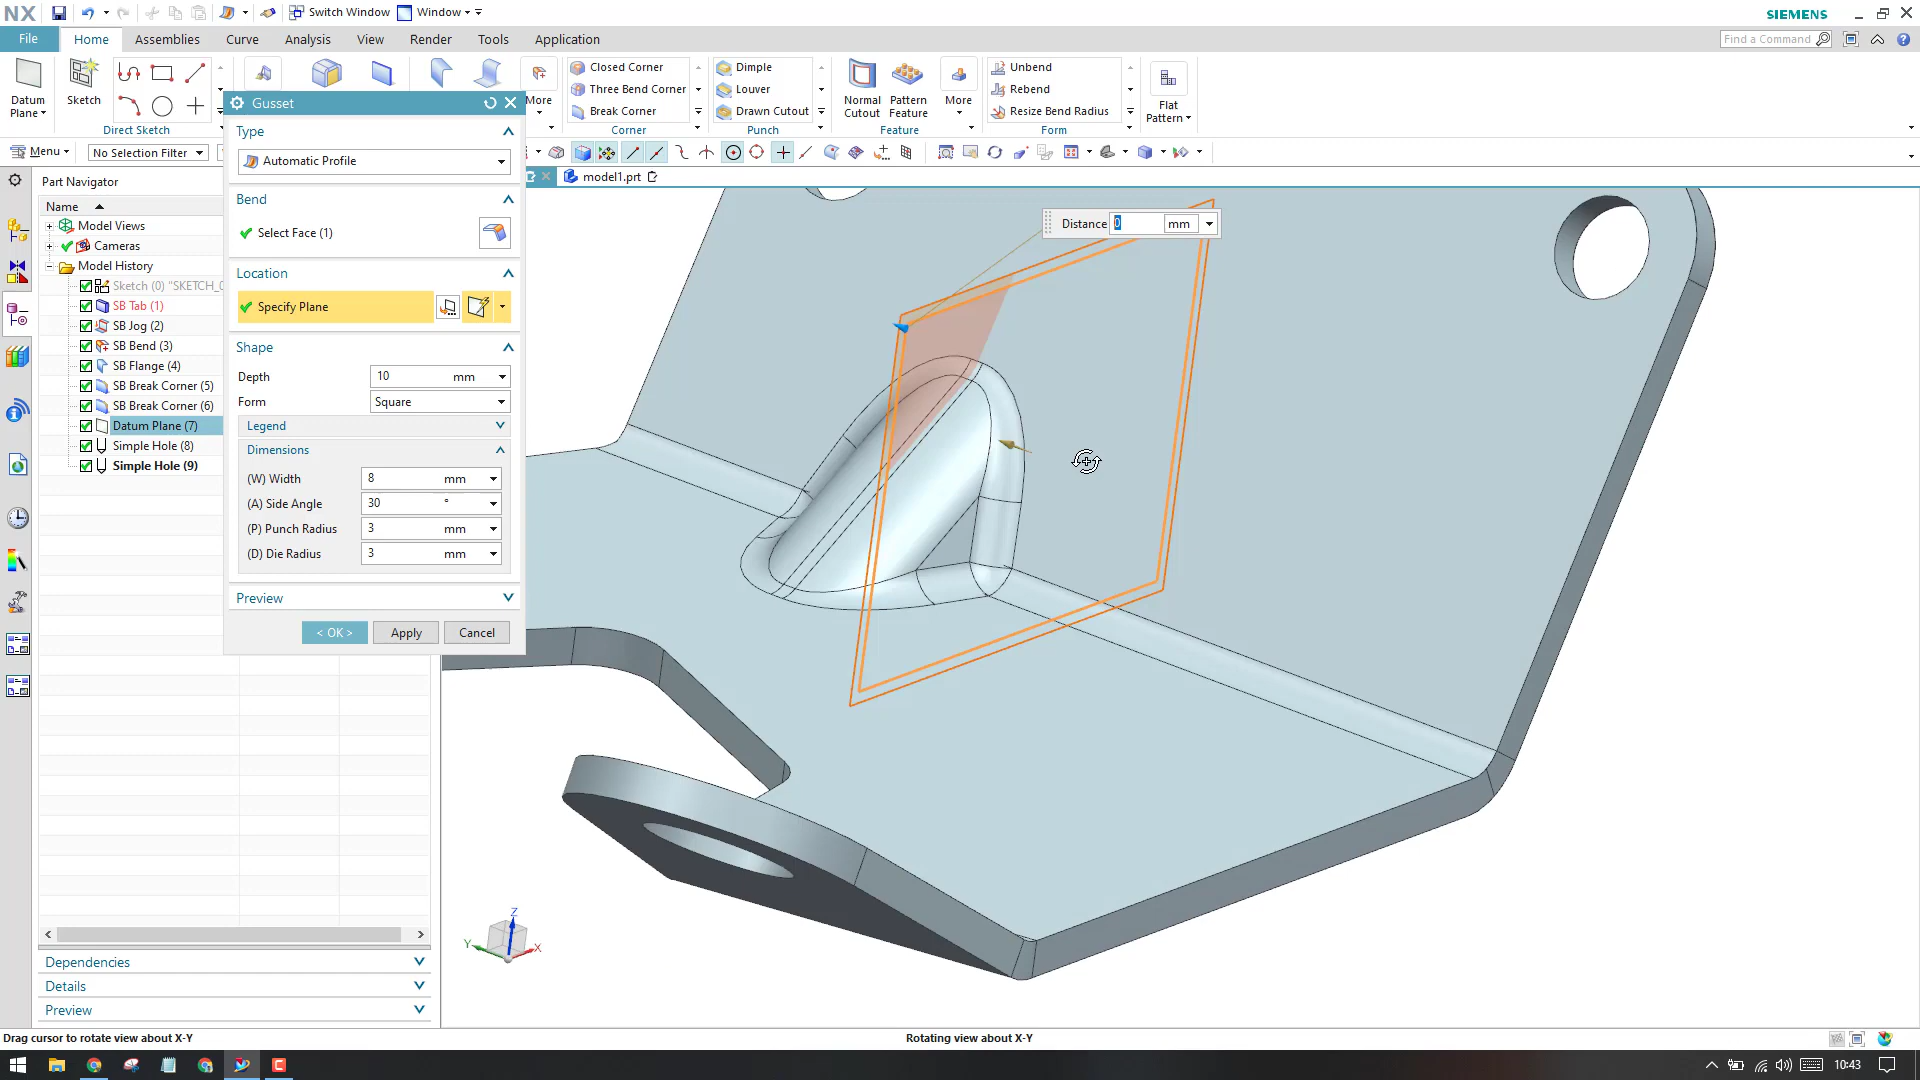 NX
Switch Window
Window
SIEMENS
File
Home
Assemblies
Curve
Analysis
View
Render
Tools
Application
Find a Command
Datum
Plane
Sketch
Direct Sketch
More
Closed Corner
Three Bend Corner
Break Corner
Corner
Dimple
Louver
Drawn Cutout
Punch
Normal
Cutout
Pattern
Feature
More
Feature
Unbend
Rebend
Resize Bend Radius
Form
Flat
Pattern
Menu
No Selection Filter
model1.prt
Part Navigator
Name
Model Views
Cameras
Model History
Sketch (0) "SKETCH_0
SB Tab (1)
SB Jog (2)
SB Bend (3)
SB Flange (4)
SB Break Corner (5)
SB Break Corner (6)
Datum Plane (7)
Simple Hole (8)
Simple Hole (9)
Dependencies
Details
Preview
Gusset
Type
Automatic Profile
Bend
Select Face (1)
Location
Specify Plane
Shape
Depth 10 mm
Form Square
Legend
Dimensions
(W) Width 8 mm
(A) Side Angle 30 °
(P) Punch Radius 3 mm
(D) Die Radius 3 mm
Preview
< OK > Apply Cancel
Distance 0 mm
Z
Y
X
Drag cursor to rotate view about X-Y
Rotating view about X-Y
10:43